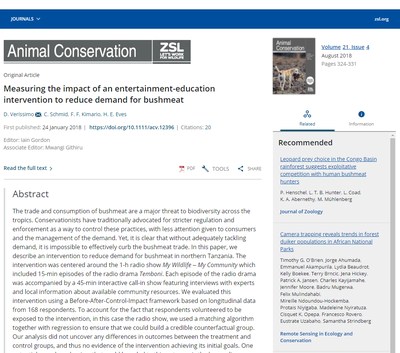 JOURNALS
zsl.org
Animal Conservation
ZSL
LET'S WORK
FOR WILDLIFE
Original Article
Measuring the impact of an entertainment-education
intervention to reduce demand for bushmeat
D. Veríssimo C. Schmid, F. F. Kimario, H. E. Eves
First published: 24 January 2018 | https://doi.org/10.1111/acv.12396 | Citations: 20
Editor: Iain Gordon
Associate Editor: Mwangi Githiru
Read the full text >
PDF TOOLS SHARE
Abstract
The trade and consumption of bushmeat are a major threat to biodiversity across the
tropics. Conservationists have traditionally advocated for stricter regulation and
enforcement as a way to control these practices, with less attention given to consumers
and the management of the demand. Yet, it is clear that without adequately tackling
demand, it is impossible to effectively curb the bushmeat trade. In this paper, we
describe an intervention to reduce demand for bushmeat in northern Tanzania. The
intervention was centered around the 1-h radio show My Wildlife – My Community which
included 15-min episodes of the radio drama Temboni. Each episode of the radio drama
was accompanied by a 45-min interactive call-in show featuring interviews with experts
and local information about available community resources. We evaluated this
intervention using a Before-After-Control-Impact framework based on longitudinal data
from 168 respondents. To account for the fact that respondents volunteered to be
exposed to the intervention, in this case the radio show, we used a matching algorithm
together with regression to ensure that we could build a credible counterfactual group.
Our analysis did not uncover any differences in outcomes between the treatment and
control groups, and thus no evidence of the intervention achieving its initial goals. One
Animal Conservation
Volume 21, Issue 4
August 2018
Pages 324-331
Related
Information
Recommended
Leopard prey choice in the Congo Basin
rainforest suggests exploitative
competition with human bushmeat
hunters
P. Henschel, L. T. B. Hunter, L. Coad,
K. A. Abernethy, M. Mühlenberg
Journal of Zoology
Camera trapping reveals trends in forest
duiker populations in African National
Parks
Timothy G. O'Brien, Jorge Ahumada,
Emmanuel Akampurila, Lydia Beaudrot,
Kelly Boekee, Terry Brncic, Jena Hickey,
Patrick A. Jansen, Charles Kayijamahe,
Jennifer Moore, Badru Mugerwa,
Felix Mulindahabi,
Mireille Ndoundou-Hockemba,
Protais Niyigaba, Madeleine Nyiratuza,
Cisquet K. Opepa, Francesco Rovero,
Eustrate Uzabaho, Samantha Strindberg
Remote Sensing in Ecology and
Conservation